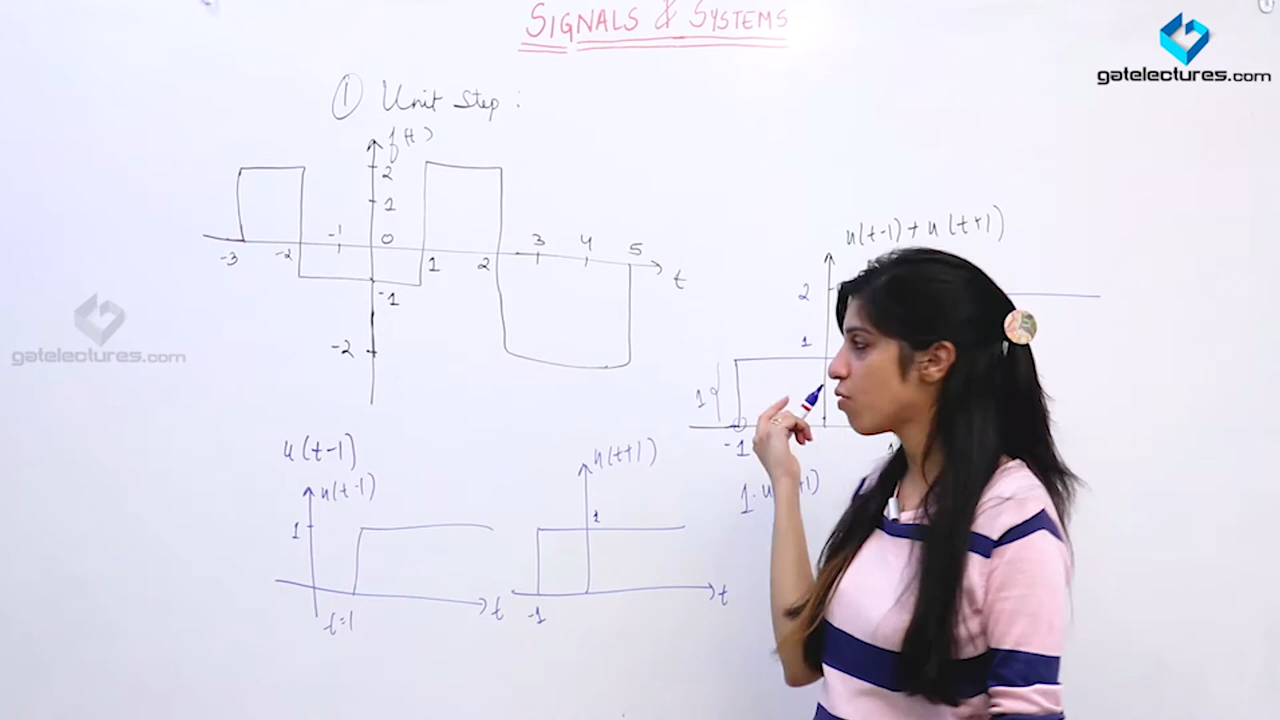 SIGNALS & SYSTEMS
gatelectures.com
① Unit Step :
f(t)
2
1
-1 0 3 4 5
-3 -2 1 2 t
-1
-2
gatelectures.com
u(t-1) + u(t+1)
2
1
1
-1
u(t-1)
u(t-1)
1
t
t=1
u(t+1)
1
t
-1